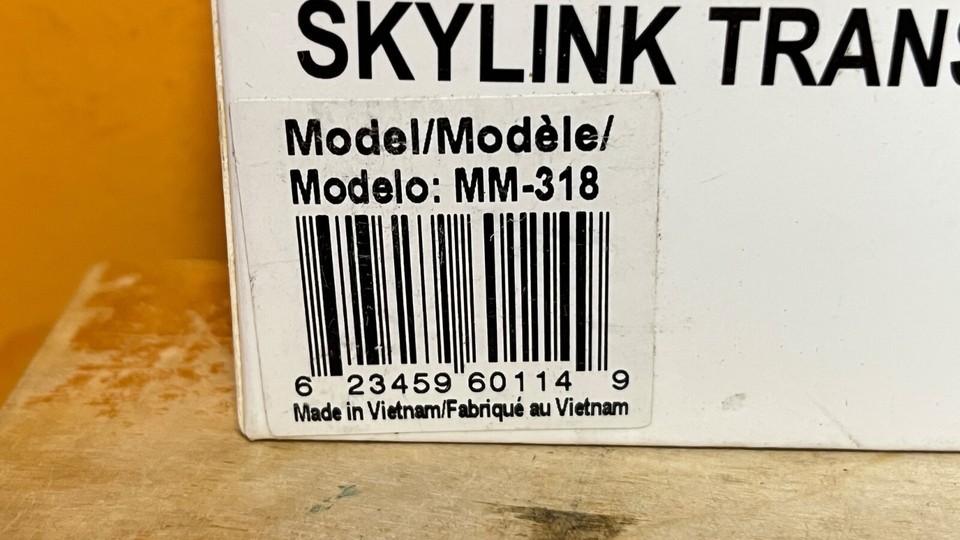 SKYLINK TRANS
Model/Modèle/
Modelo: MM-318
6 23459 60114 9
Made in Vietnam/Fabriqué au Vietnam